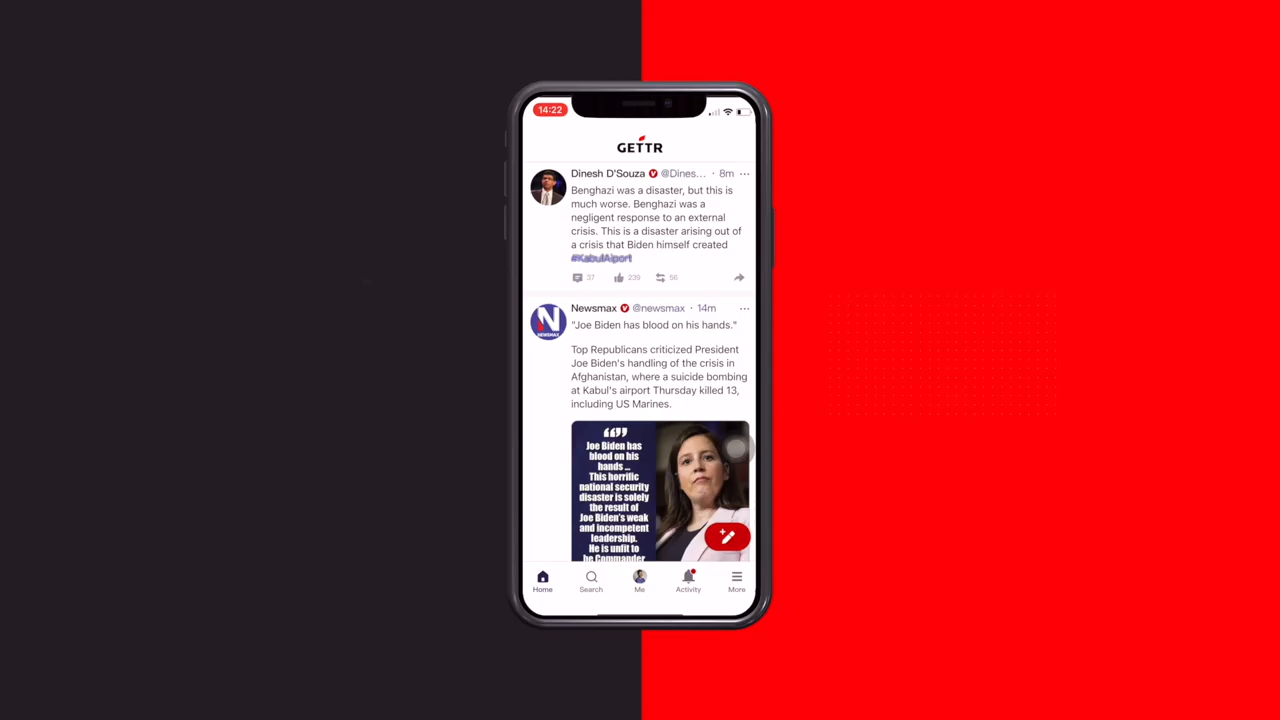 14:22
GETTR
Dinesh D'Souza @Dines... · 8m ...
Benghazi was a disaster, but this is
much worse. Benghazi was a
negligent response to an external
crisis. This is a disaster arising out of
a crisis that Biden himself created
#KabulAiport
37 239 56
Newsmax @newsmax · 14m ...
"Joe Biden has blood on his hands."
Top Republicans criticized President
Joe Biden's handling of the crisis in
Afghanistan, where a suicide bombing
at Kabul's airport Thursday killed 13,
including US Marines.
N
NEWSMAX
Joe Biden has
blood on his
hands ...
This horrific
national security
disaster is solely
the result of
Joe Biden's weak
and incompetent
leadership.
He is unfit to
be Commander
Home Search Me Activity More